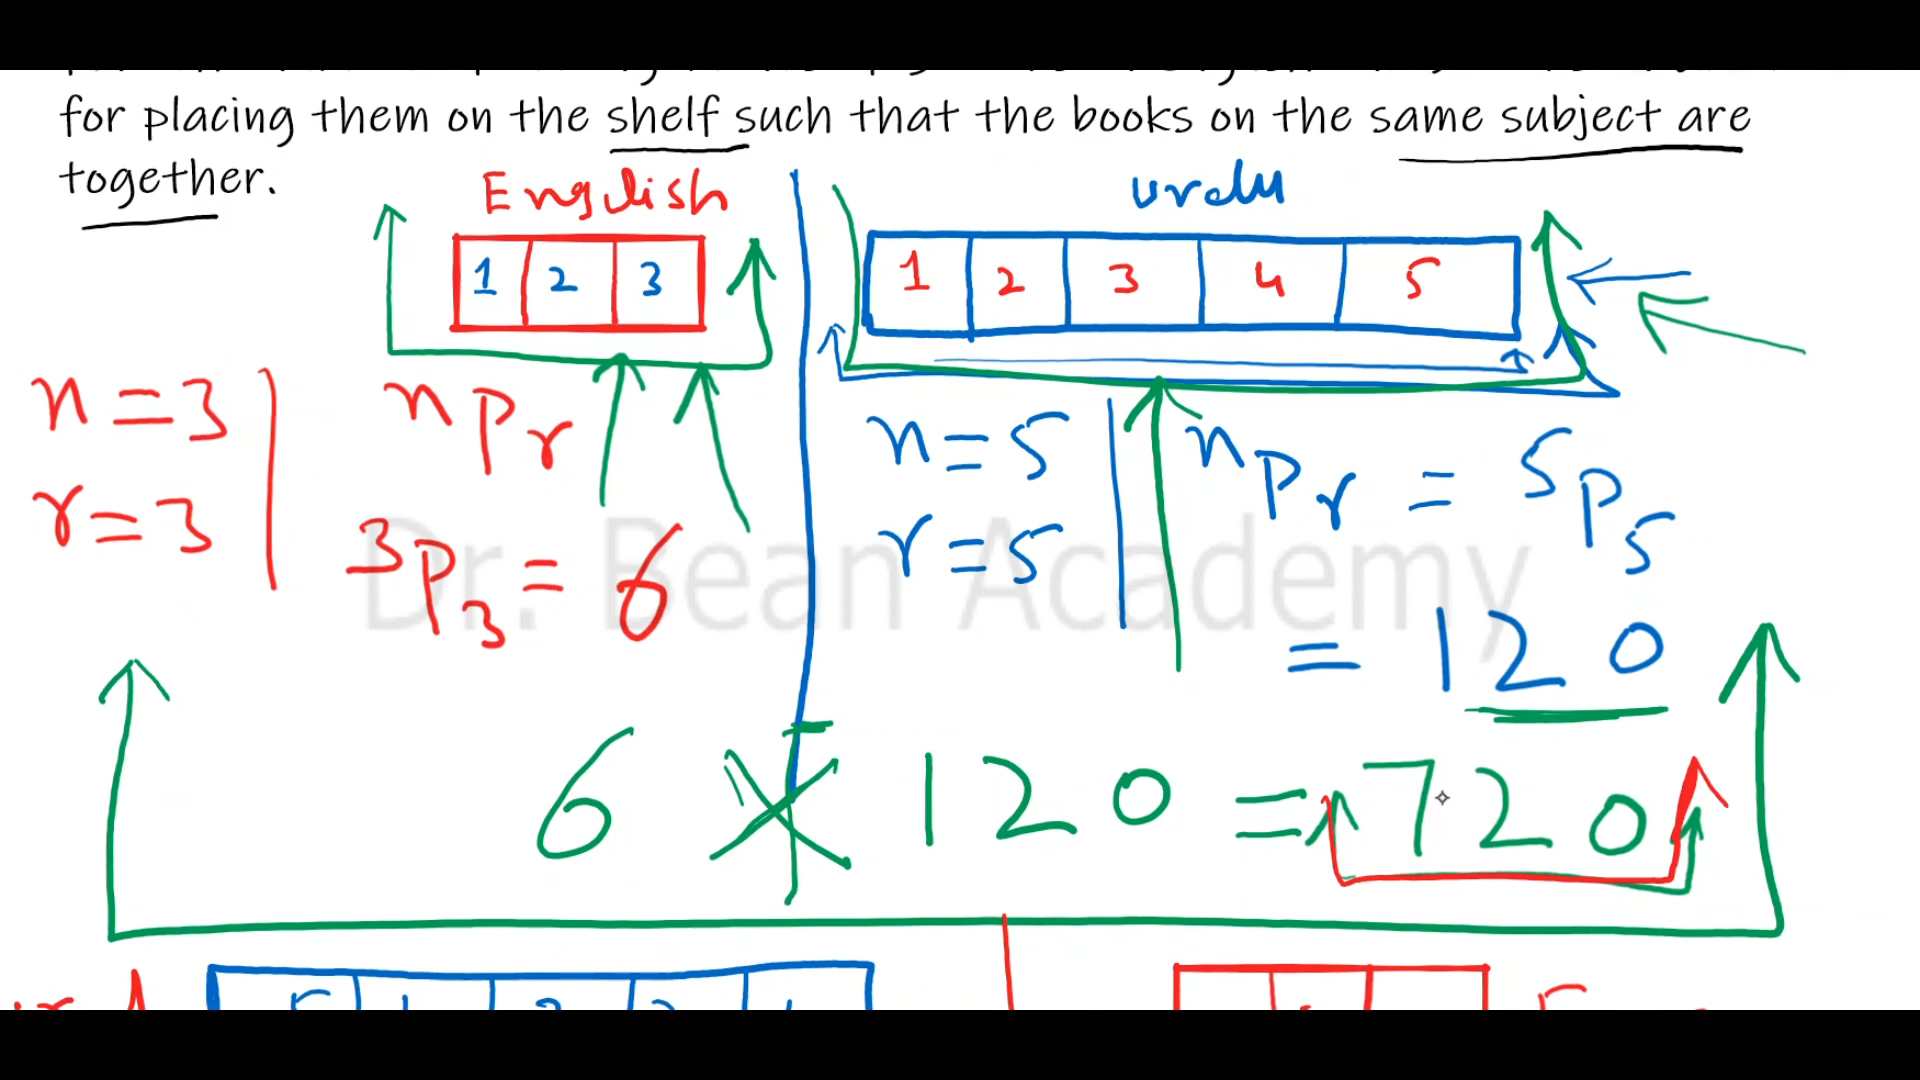 for placing them on the shelf such that the books on the same subject are
together.
English
urdu
1 2 3
1 2 3 4 5
n=3
r=3
nPr
3P3 = 6
n=5
r=5
nPr = 5P5
= 120
Dr. Bean Academy
6 × 120 = 720